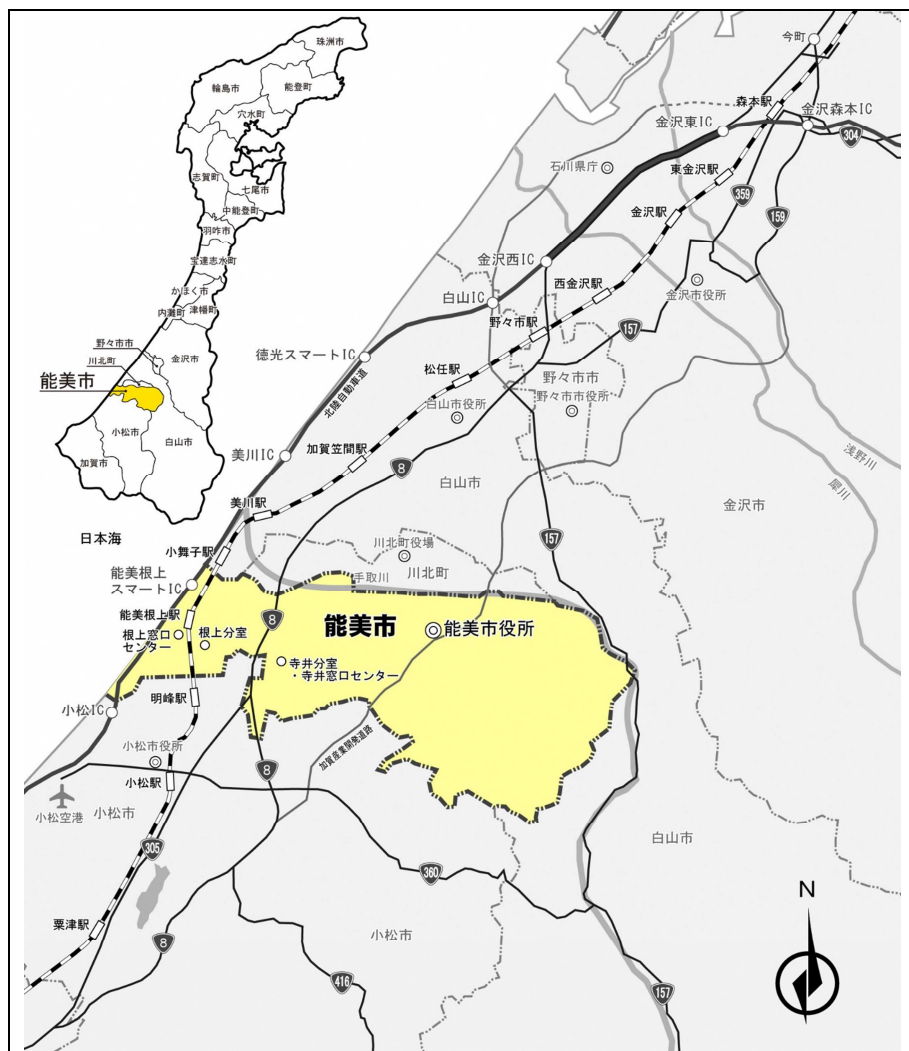 珠洲市
輪島市
能登町
穴水町
志賀町
七尾市
中能登町
羽咋市
宝達志水町
かほく市
内灘町
津幡町
野々市市
金沢市
川北町
能美市
小松市
白山市
加賀市
日本海
今町
森本駅
金沢森本IC
金沢東IC
304
石川県庁
東金沢駅
359
金沢駅
159
金沢西IC
西金沢駅
金沢市役所
白山IC
野々市駅
157
徳光スマートIC
松任駅
野々市市
野々市市役所
北陸自動車道
白山市役所
美川IC
加賀笠間駅
8
浅野川
犀川
白山市
金沢市
美川駅
157
小舞子駅
川北町役場
川北町
手取川
能美根上
スマートIC
能美根上駅
8
能美市
能美市役所
根上窓口
センター
根上分室
寺井分室
・寺井窓口センター
明峰駅
小松IC
小松市役所
加賀産業開発道路
小松駅
8
小松空港
小松市
305
白山市
360
N
粟津駅
8
小松市
416
157